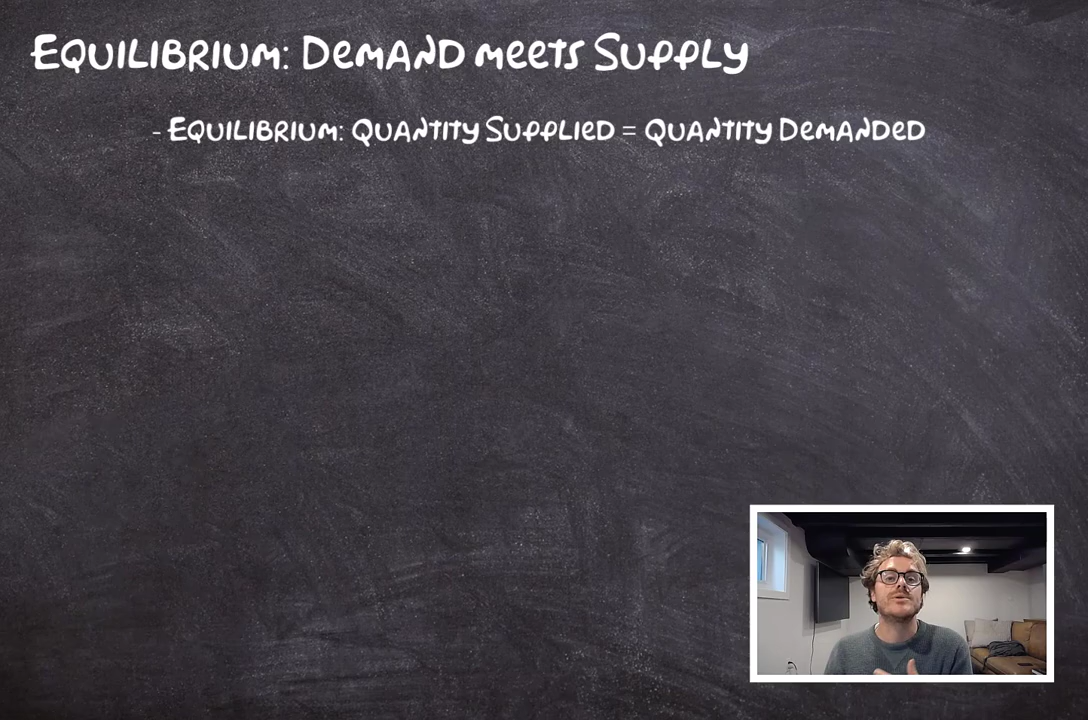 Equilibrium: Demand meets Supply
- Equilibrium: Quantity Supplied = Quantity Demanded